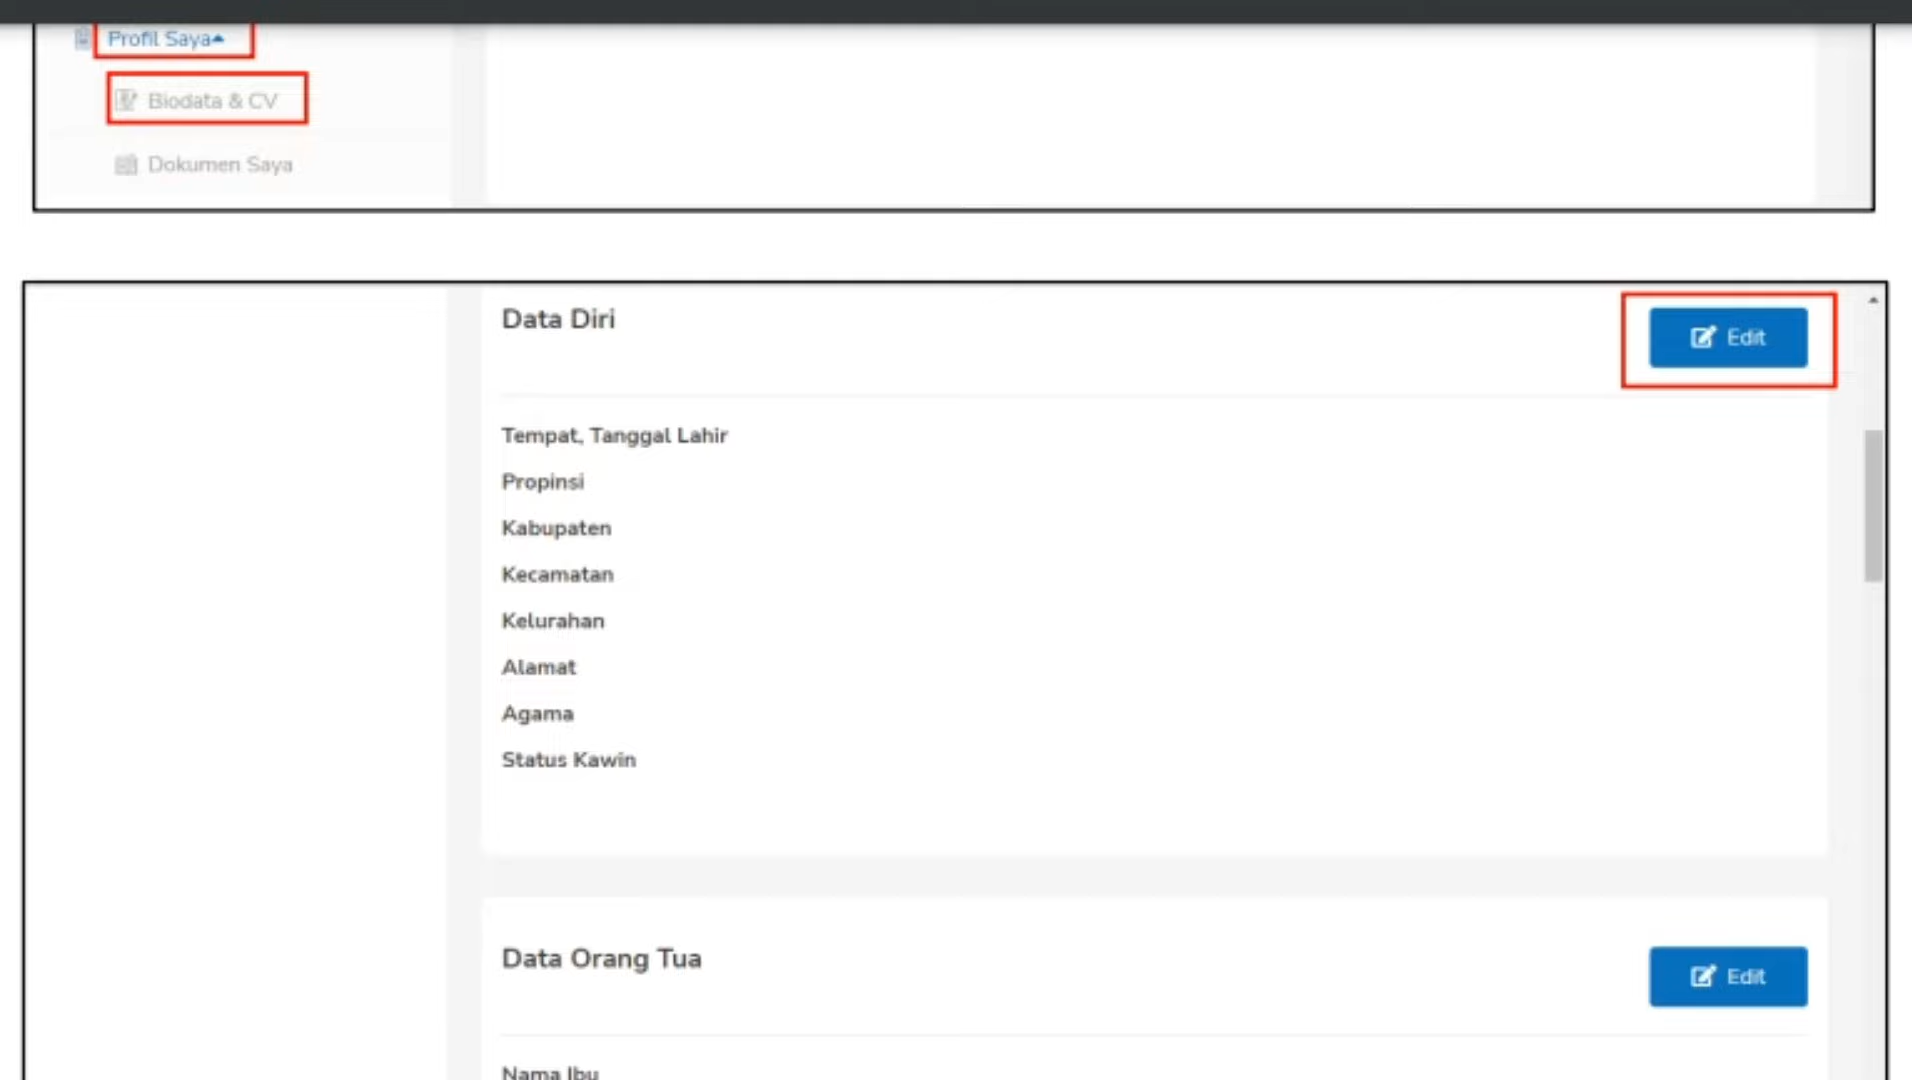 Profil Saya
Biodata & CV
Dokumen Saya
Data Diri
Edit
Tempat, Tanggal Lahir
Propinsi
Kabupaten
Kecamatan
Kelurahan
Alamat
Agama
Status Kawin
Data Orang Tua
Edit
Nama Ibu